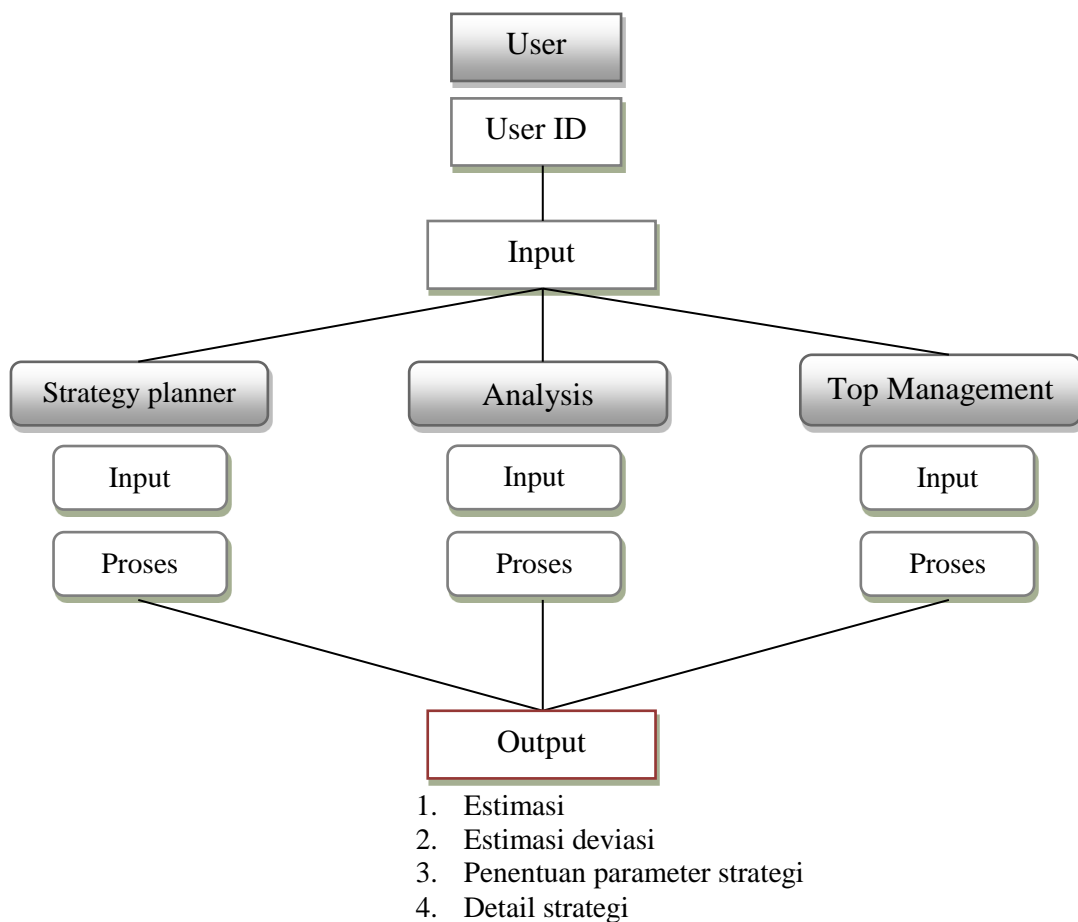 User
User ID
Input
Strategy planner
Analysis
Top Management
Input
Input
Input
Proses
Proses
Proses
Output
1. Estimasi
2. Estimasi deviasi
3. Penentuan parameter strategi
4. Detail strategi